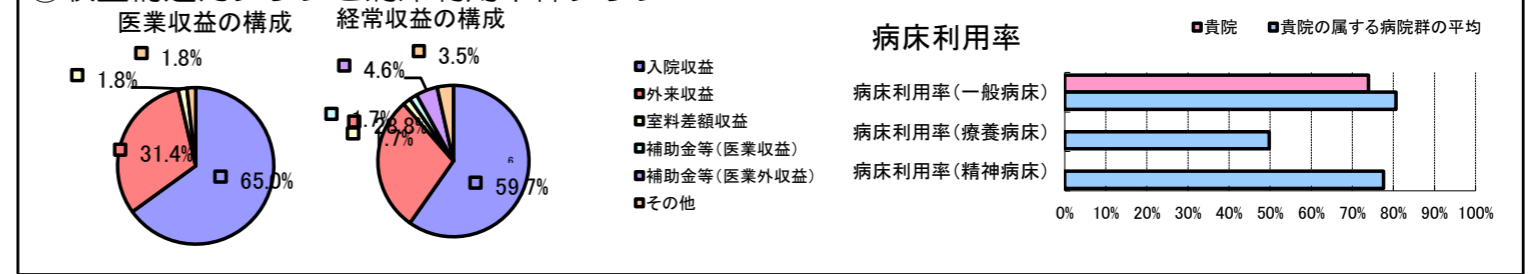 医業収益の構成
1.8%
1.8%
31.4%
65.0%
経常収益の構成
3.5%
4.6%
1.7%
28.8%
1.7%
59.7%
入院収益
外来収益
室料差額収益
補助金等(医業収益)
補助金等(医業外収益)
その他
病床利用率
貴院 貴院の属する病院群の平均
病床利用率(一般病床)
病床利用率(療養病床)
病床利用率(精神病床)
0% 10% 20% 30% 40% 50% 60% 70% 80% 90% 100%